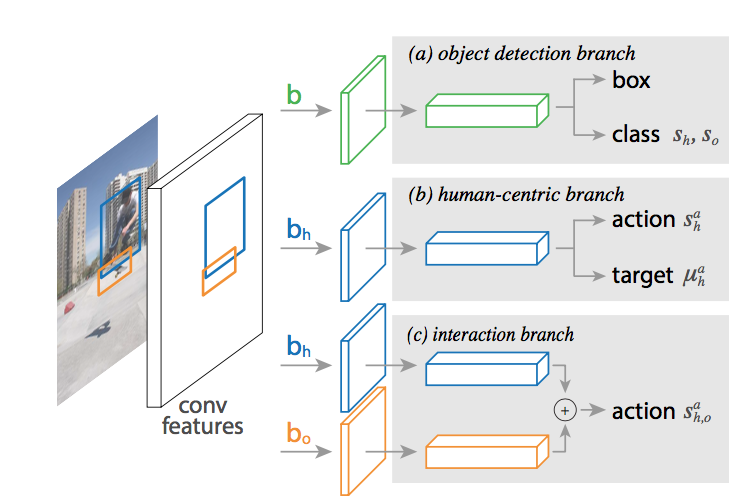 (a) object detection branch
b
box
class s_h, s_o
(b) human-centric branch
b_h
action s_h^a
target μ_h^a
(c) interaction branch
b_h
+
action s_{h,o}^a
b_o
conv
features